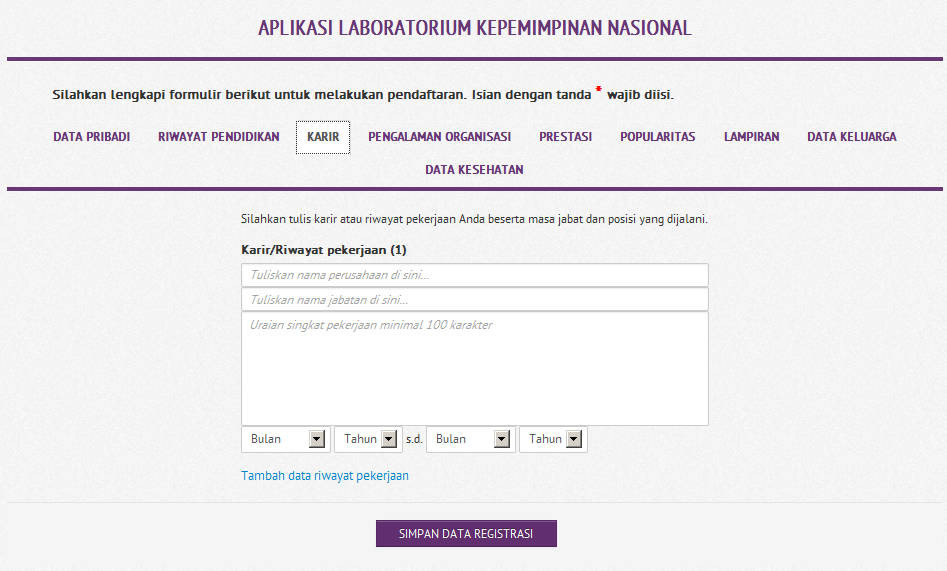 APLIKASI LABORATORIUM KEPEMIMPINAN NASIONAL
Silahkan lengkapi formulir berikut untuk melakukan pendaftaran. Isian dengan tanda * wajib diisi.
DATA PRIBADI RIWAYAT PENDIDIKAN KARIR PENGALAMAN ORGANISASI PRESTASI POPULARITAS LAMPIRAN DATA KELUARGA
DATA KESEHATAN
Silahkan tulis karir atau riwayat pekerjaan Anda beserta masa jabat dan posisi yang dijalani.
Karir/Riwayat pekerjaan (1)
Tuliskan nama perusahaan di sini...
Tuliskan nama jabatan di sini...
Uraian singkat pekerjaan minimal 100 karakter
Bulan Tahun s.d. Bulan Tahun
Tambah data riwayat pekerjaan
SIMPAN DATA REGISTRASI